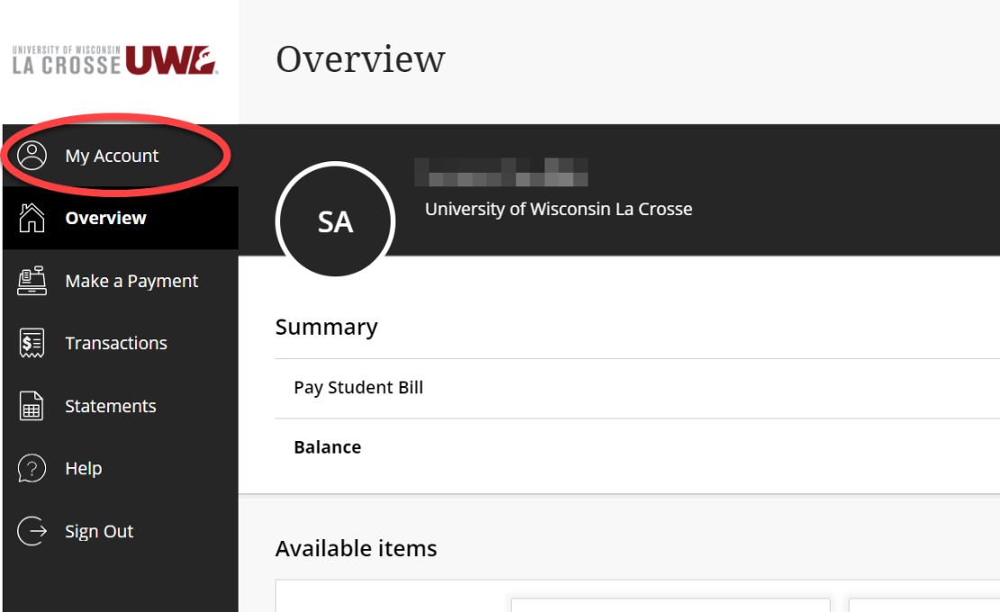 UNIVERSITY OF WISCONSIN
LA CROSSE UWL
Overview
My Account
Overview
Make a Payment
Transactions
Statements
Help
Sign Out
SA
University of Wisconsin La Crosse
Summary
Pay Student Bill
Balance
Available items